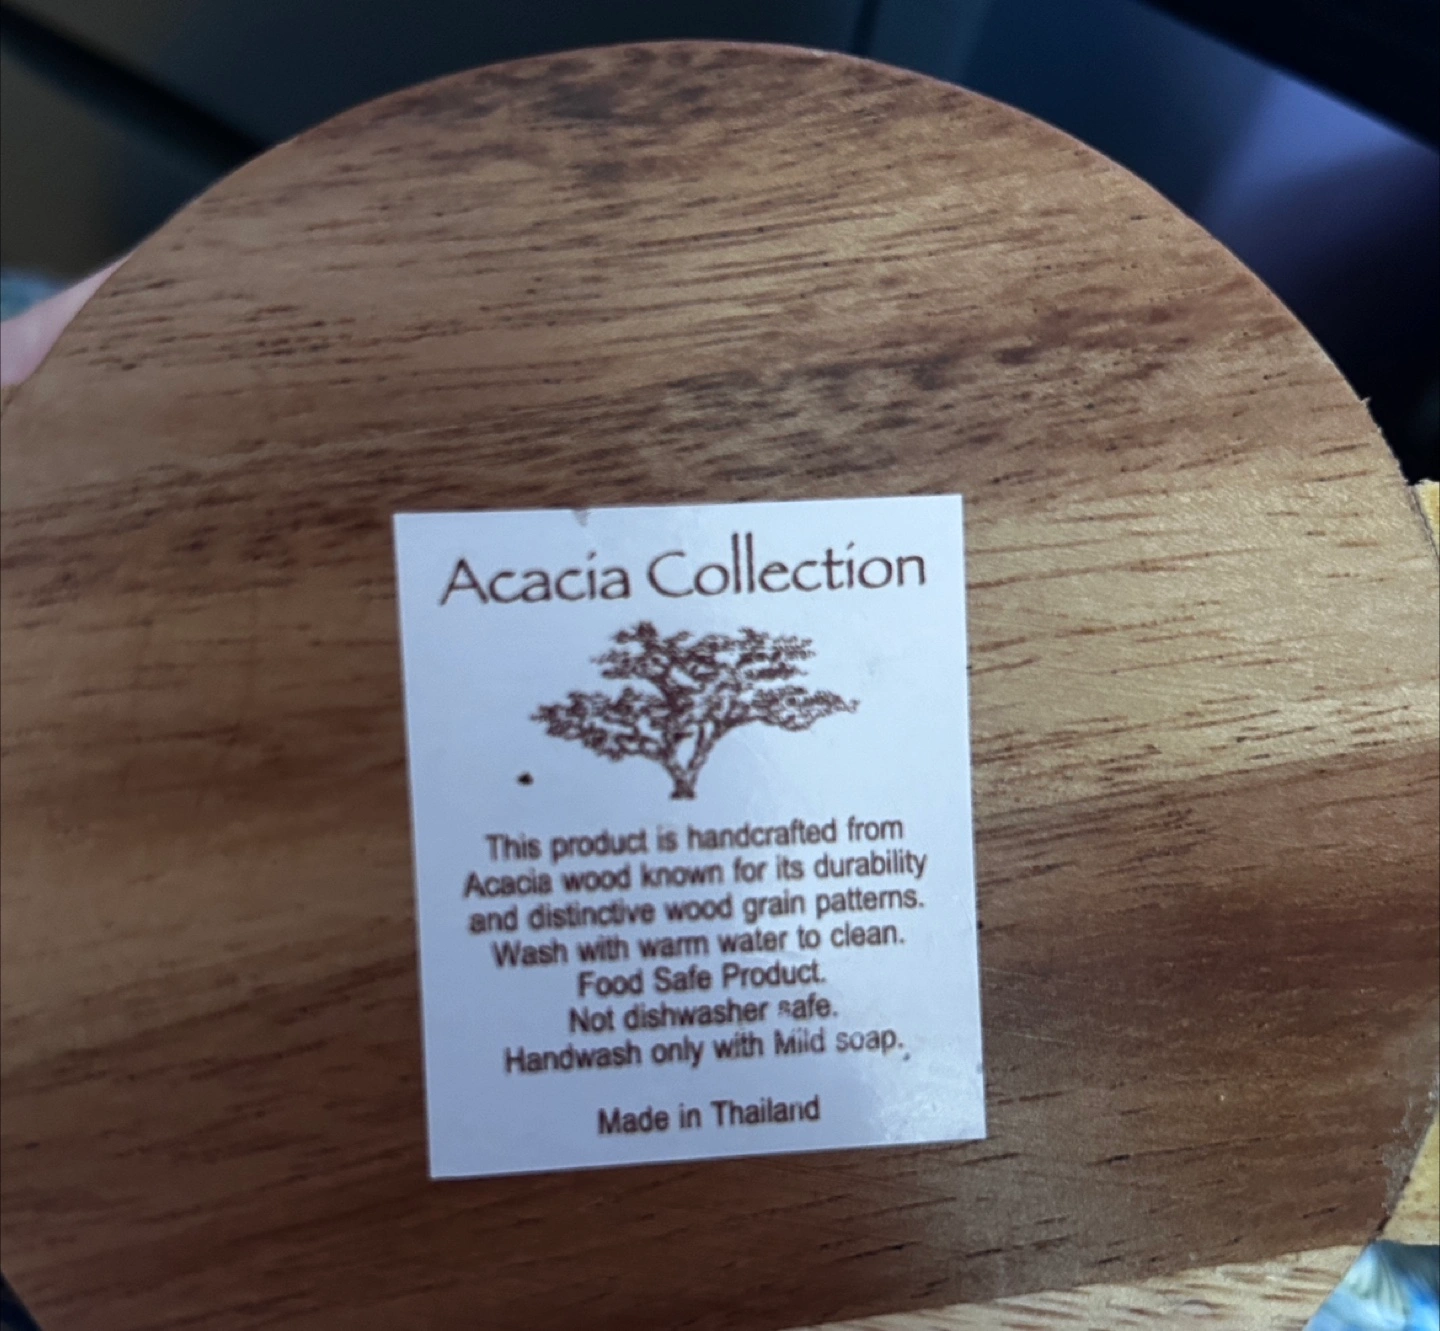 Acacia Collection
This product is handcrafted from
Acacia wood known for its durability
and distinctive wood grain patterns.
Wash with warm water to clean.
Food Safe Product.
Not dishwasher safe.
Handwash only with Mild soap.
Made in Thailand